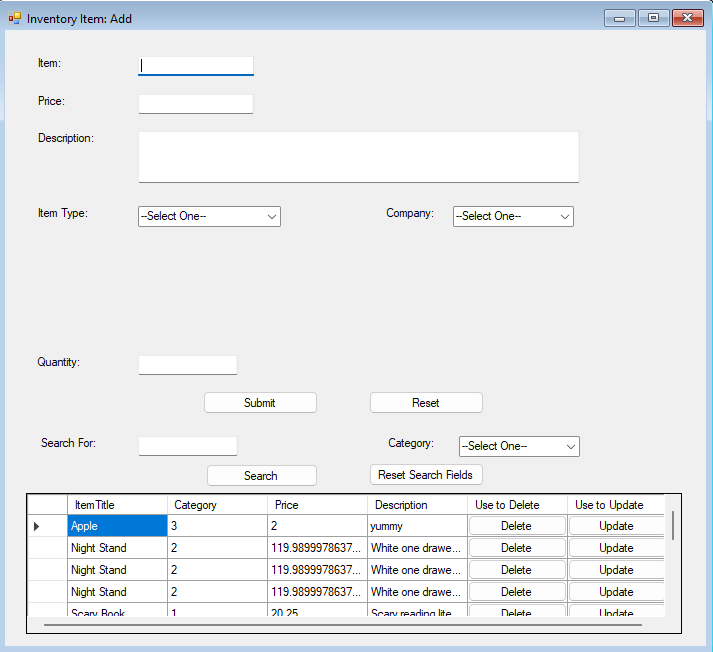 Inventory Item: Add
Item:
Price:
Description:
Item Type: --Select One-- Company: --Select One--
Quantity:
Submit Reset
Search For: Category: --Select One--
Search Reset Search Fields
ItemTitle Category Price Description Use to Delete Use to Update
Apple 3 2 yummy Delete Update
Night Stand 2 119.9899978637... White one drawe... Delete Update
Night Stand 2 119.9899978637... White one drawe... Delete Update
Night Stand 2 119.9899978637... White one drawe... Delete Update
Scary Book 1 20.25 Scary reading lite... Delete Update